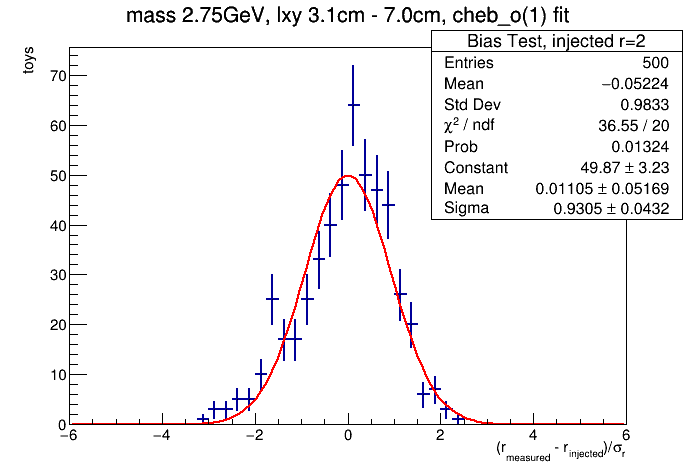 mass 2.75GeV, lxy 3.1cm - 7.0cm, cheb_o(1) fit
Bias Test, injected r=2
Entries 500
Mean −0.05224
Std Dev 0.9833
χ² / ndf 36.55 / 20
Prob 0.01324
Constant 49.87 ± 3.23
Mean 0.01105 ± 0.05169
Sigma 0.9305 ± 0.0432
toys
70
60
50
40
30
20
10
0
−6 −4 −2 0 2 4 6
(r_measured - r_injected)/σ_r